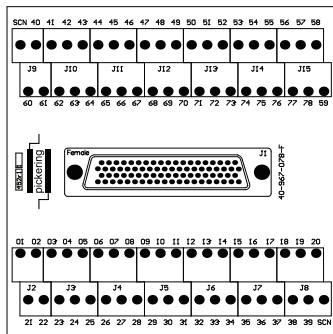 SCN 40 41 42 43 44 45 46 47 48 49 50 51 52 53 54 55 56 57 58
J9 J10 J11 J12 J13 J14 J15
60 61 62 63 64 65 66 67 68 69 70 71 72 73 74 75 76 77 78 59
Female J1
pickering
40-967-078-F
01 02 03 04 05 06 07 08 09 10 11 12 13 14 15 16 17 18 19 20
J2 J3 J4 J5 J6 J7 J8
21 22 23 24 25 26 27 28 29 30 31 32 33 34 35 36 37 38 39 SCN